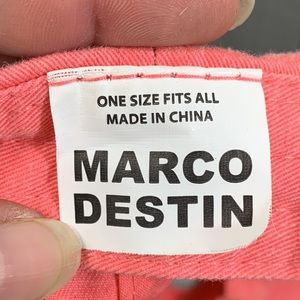 ONE SIZE FITS ALL
MADE IN CHINA
MARCO
DESTIN